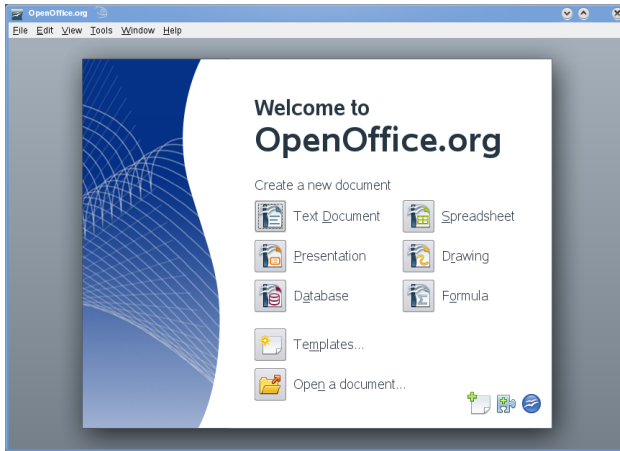 OpenOffice.org
File Edit View Tools Window Help
Welcome to
OpenOffice.org
Create a new document
Text Document Spreadsheet
Presentation Drawing
Database Formula
Templates...
Open a document...